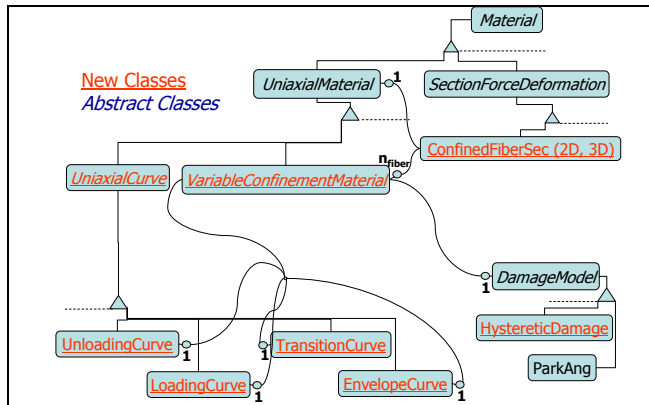 Material
New Classes
Abstract Classes
UniaxialMaterial
1
SectionForceDeformation
ConfinedFiberSec (2D, 3D)
nfiber
UniaxialCurve
VariableConfinementMaterial
DamageModel
1
HystereticDamage
UnloadingCurve
1
1
TransitionCurve
ParkAng
LoadingCurve
1
EnvelopeCurve
1